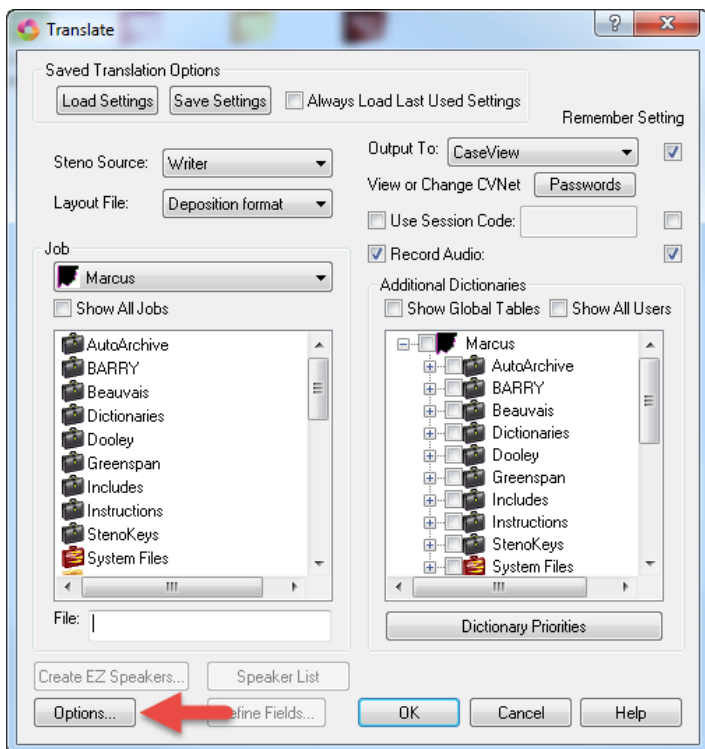 Translate
Saved Translation Options
Load Settings Save Settings Always Load Last Used Settings
Remember Setting
Steno Source: Writer
Layout File: Deposition format
Output To: CaseView
View or Change CVNet Passwords
Use Session Code:
Record Audio:
Job
Marcus
Show All Jobs
AutoArchive
BARRY
Beauvais
Dictionaries
Dooley
Greenspan
Includes
Instructions
StenoKeys
System Files
File:
Additional Dictionaries
Show Global Tables Show All Users
Marcus
AutoArchive
BARRY
Beauvais
Dictionaries
Dooley
Greenspan
Includes
Instructions
StenoKeys
System Files
Dictionary Priorities
Create EZ Speakers... Speaker List
Options... efine Fields... OK Cancel Help